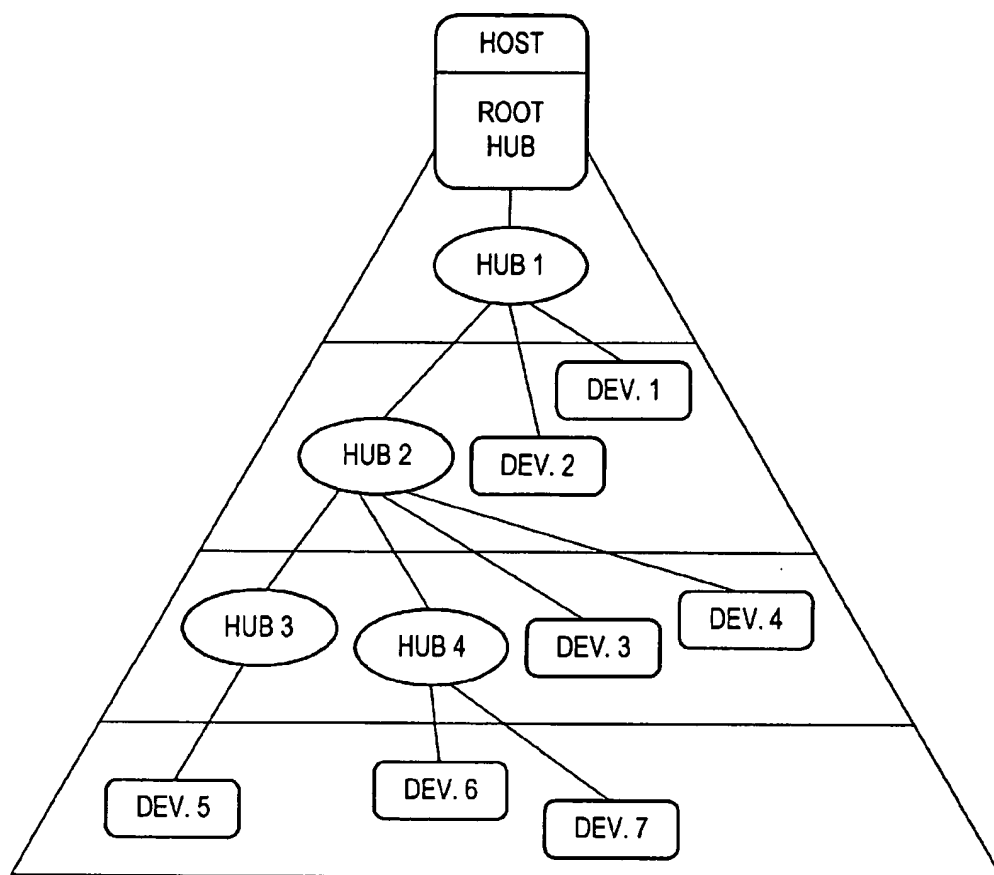 HOST
ROOT
HUB
HUB 1
DEV. 1
HUB 2
DEV. 2
HUB 3
HUB 4
DEV. 3
DEV. 4
DEV. 5
DEV. 6
DEV. 7